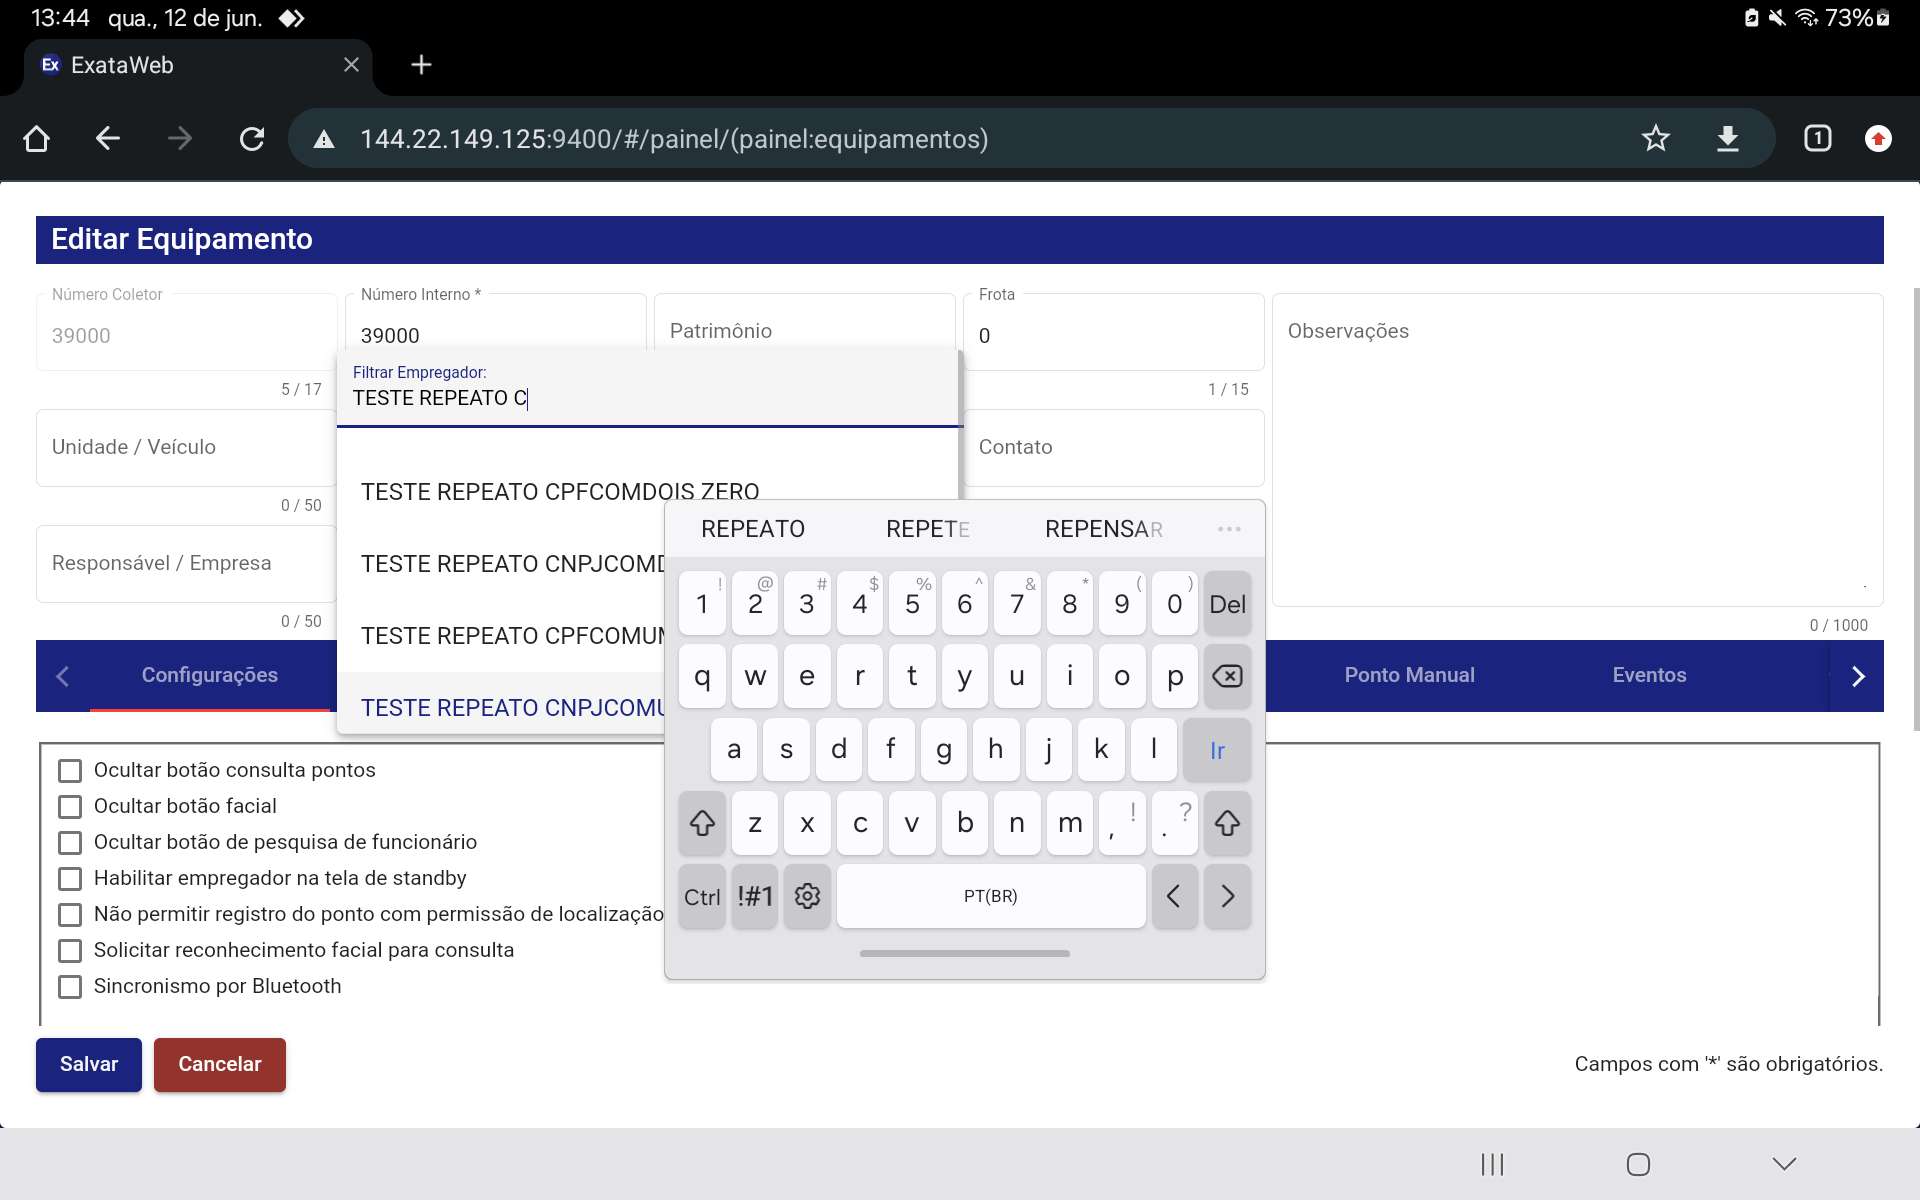 13:44 qua., 12 de jun. 73%
Ex ExataWeb
144.22.149.125:9400/#/painel/(painel:equipamentos) 1
Editar Equipamento
Número Coletor
39000
5 / 17
Número Interno *
39000
Patrimônio
Frota
0
1 / 15
Observações
0 / 1000
Filtrar Empregador:
TESTE REPEATO C
TESTE REPEATO CPFCOMDOIS ZERO
TESTE REPEATO CNPJCOMD
TESTE REPEATO CPFCOMUM
TESTE REPEATO CNPJCOMU
Unidade / Veículo
0 / 50
Contato
Responsável / Empresa
0 / 50
Configurações
Ponto Manual
Eventos
REPEATO REPETE REPENSAR ...
! @ # $ % ^ & * ( )
1 2 3 4 5 6 7 8 9 0 Del
q w e r t y u i o p
a s d f g h j k l Ir
z x c v b n m , ! . ?
Ctrl !#1 PT(BR) < >
Ocultar botão consulta pontos
Ocultar botão facial
Ocultar botão de pesquisa de funcionário
Habilitar empregador na tela de standby
Não permitir registro do ponto com permissão de localização
Solicitar reconhecimento facial para consulta
Sincronismo por Bluetooth
Salvar
Cancelar
Campos com '*' são obrigatórios.